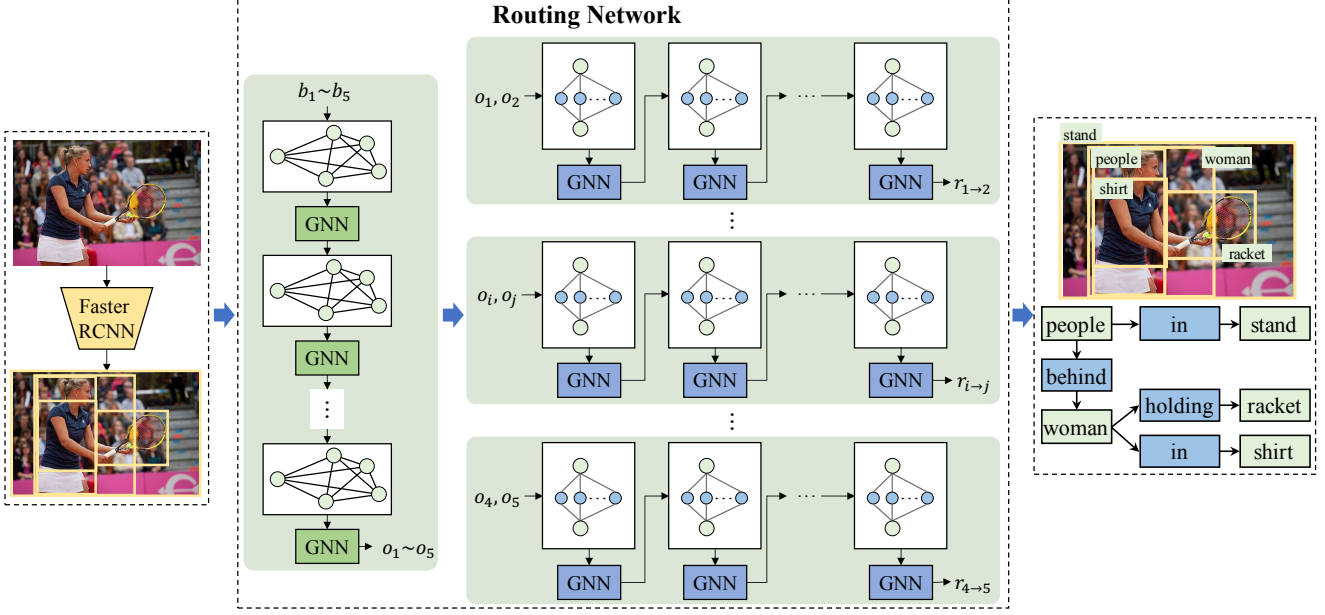 Routing Network
Faster
RCNN
b₁~b₅
GNN
GNN
⋮
GNN
o₁~o₅
o₁, o₂
⋯
GNN
GNN
GNN
r₁→₂
⋮
oᵢ, oⱼ
⋯
GNN
GNN
GNN
rᵢ→ⱼ
⋮
o₄, o₅
⋯
GNN
GNN
GNN
r₄→₅
stand
people
woman
shirt
racket
people
in
stand
behind
woman
holding
racket
in
shirt